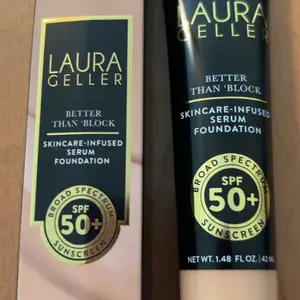 LAURA
GELLER
BETTER
THAN 'BLOCK
SKINCARE-INFUSED
SERUM
FOUNDATION
BROAD SPECTRUM
SPF
50+
SUNSCREEN
LAURA
GELLER
BETTER
THAN 'BLOCK
SKINCARE-INFUSED
SERUM
FOUNDATION
BROAD SPECTRUM
SPF
50+
SUNSCREEN
NET WT. 1.48 FL. OZ. | 42 ML